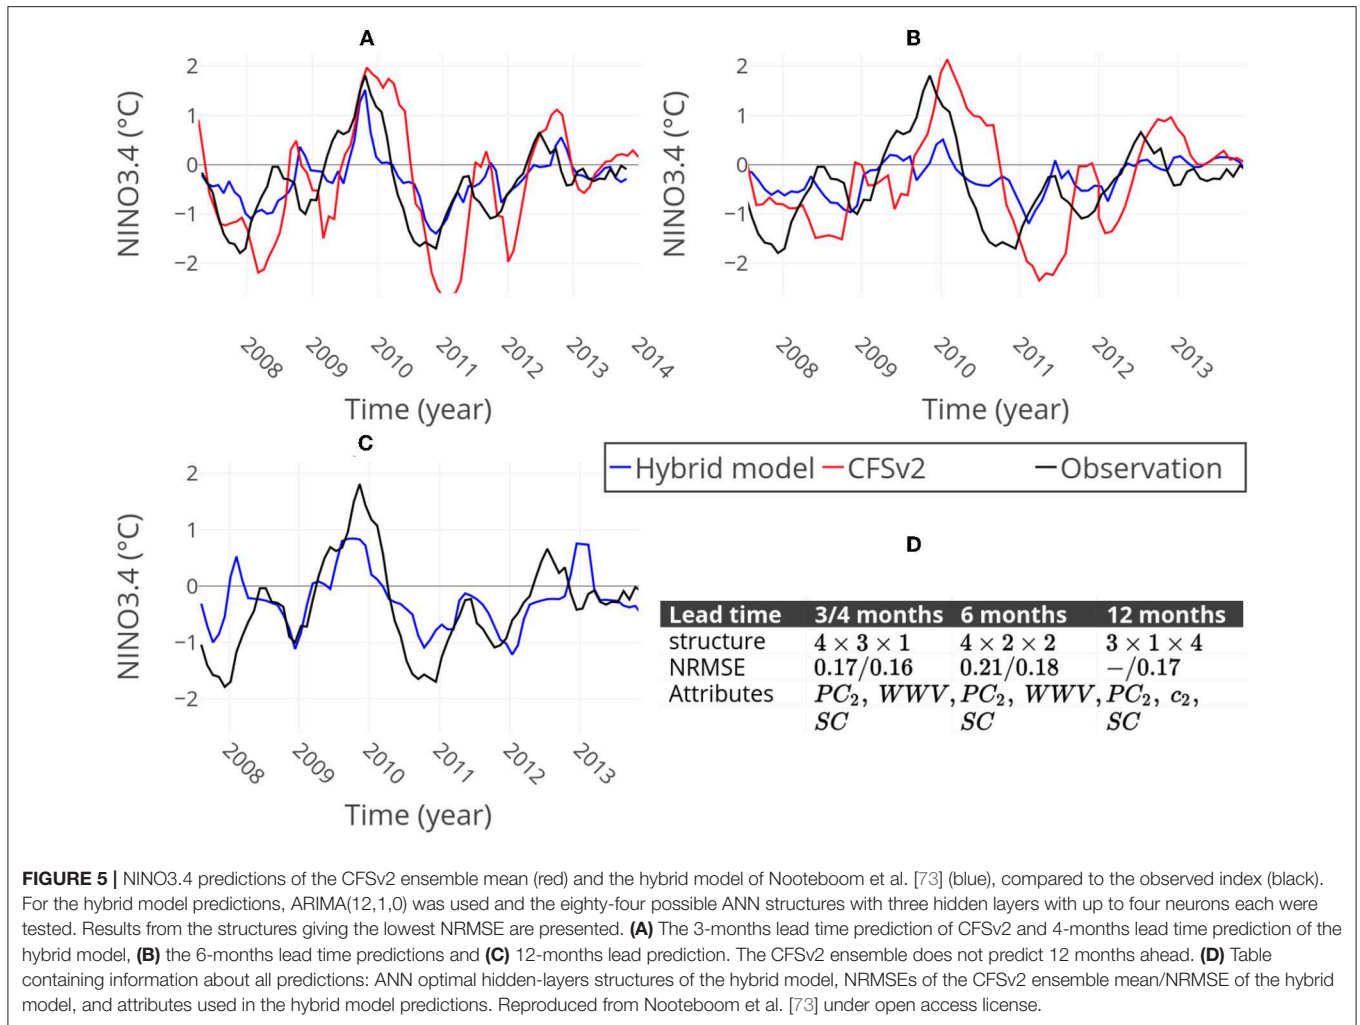 A
B
NINO3.4 (°C)
2
1
0
−1
−2
2008
2009
2010
2011
2012
2013
2014
Time (year)
NINO3.4 (°C)
2
1
0
−1
−2
2008
2009
2010
2011
2012
2013
Time (year)
C
NINO3.4 (°C)
2
1
0
−1
−2
2008
2009
2010
2011
2012
2013
Time (year)
Hybrid model CFSv2 Observation
D
Lead time 3/4 months 6 months 12 months
structure 4 × 3 × 1 4 × 2 × 2 3 × 1 × 4
NRMSE 0.17/0.16 0.21/0.18 −/0.17
Attributes PC₂, WWV, PC₂, WWV, PC₂, c₂,
SC SC SC
FIGURE 5 | NINO3.4 predictions of the CFSv2 ensemble mean (red) and the hybrid model of Nooteboom et al. [73] (blue), compared to the observed index (black).
For the hybrid model predictions, ARIMA(12,1,0) was used and the eighty-four possible ANN structures with three hidden layers with up to four neurons each were
tested. Results from the structures giving the lowest NRMSE are presented. (A) The 3-months lead time prediction of CFSv2 and 4-months lead time prediction of the
hybrid model, (B) the 6-months lead time predictions and (C) 12-months lead prediction. The CFSv2 ensemble does not predict 12 months ahead. (D) Table
containing information about all predictions: ANN optimal hidden-layers structures of the hybrid model, NRMSEs of the CFSv2 ensemble mean/NRMSE of the hybrid
model, and attributes used in the hybrid model predictions. Reproduced from Nooteboom et al. [73] under open access license.